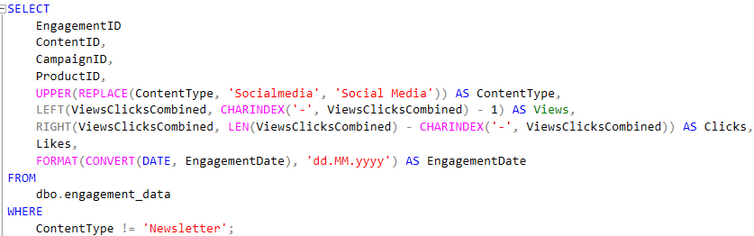 SELECT
EngagementID
ContentID,
CampaignID,
ProductID,
UPPER(REPLACE(ContentType, 'Socialmedia', 'Social Media')) AS ContentType,
LEFT(ViewsClicksCombined, CHARINDEX('-', ViewsClicksCombined) - 1) AS Views,
RIGHT(ViewsClicksCombined, LEN(ViewsClicksCombined) - CHARINDEX('-', ViewsClicksCombined)) AS Clicks,
Likes,
FORMAT(CONVERT(DATE, EngagementDate), 'dd.MM.yyyy') AS EngagementDate
FROM
dbo.engagement_data
WHERE
ContentType != 'Newsletter';